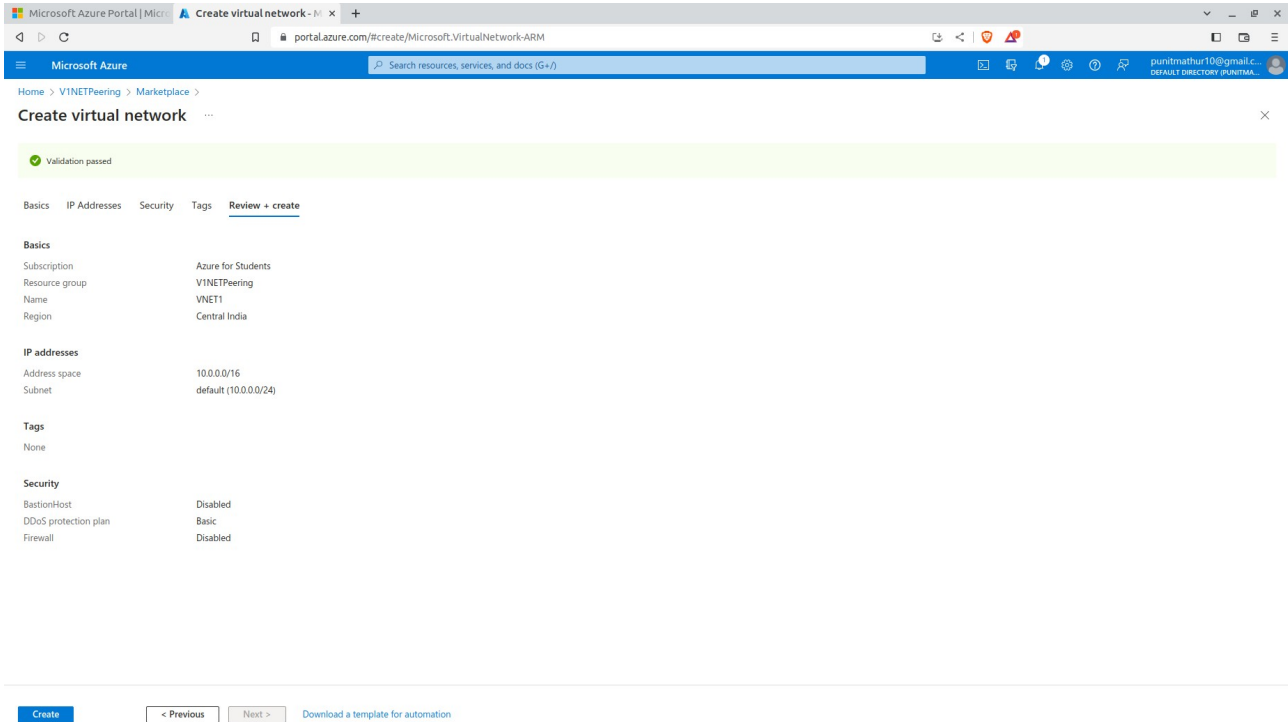 Microsoft Azure Portal | Micro Create virtual network - M
portal.azure.com/#create/Microsoft.VirtualNetwork-ARM
Microsoft Azure Search resources, services, and docs (G+/) 1 punitmathur10@gmail.c...
DEFAULT DIRECTORY (PUNITMA...
Home > V1NETPeering > Marketplace >
Create virtual network ...
Validation passed
Basics IP Addresses Security Tags Review + create
Basics
Subscription Azure for Students
Resource group V1NETPeering
Name VNET1
Region Central India
IP addresses
Address space 10.0.0.0/16
Subnet default (10.0.0.0/24)
Tags
None
Security
BastionHost Disabled
DDoS protection plan Basic
Firewall Disabled
Create < Previous Next > Download a template for automation